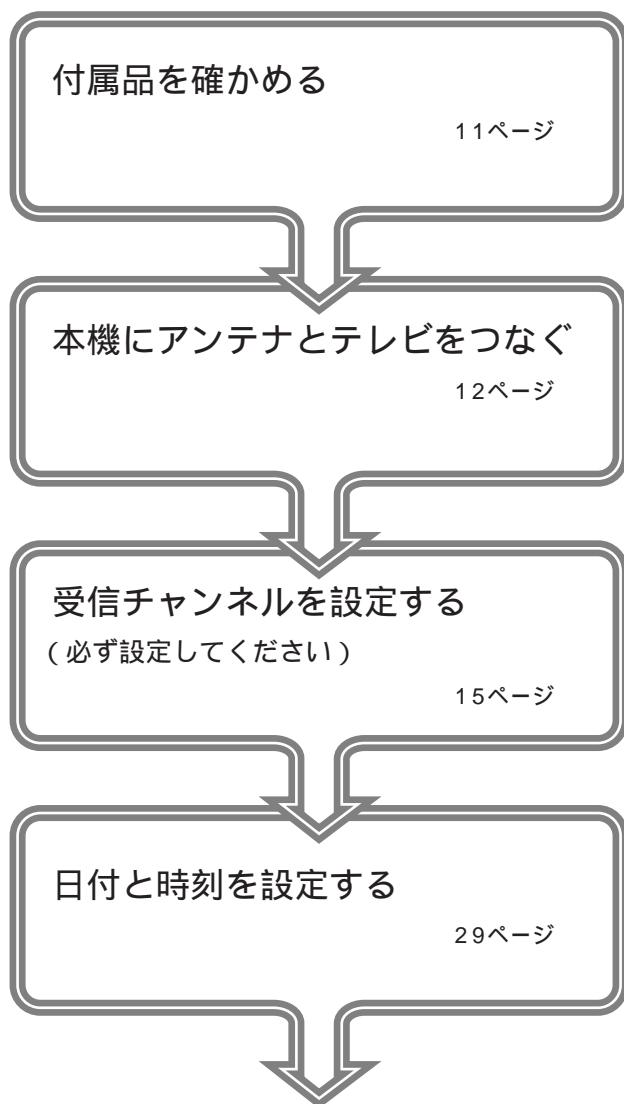 付属品を確かめる
11ページ
本機にアンテナとテレビをつなぐ
12ページ
受信チャンネルを設定する
(必ず設定してください)
15ページ
日付と時刻を設定する
29ページ